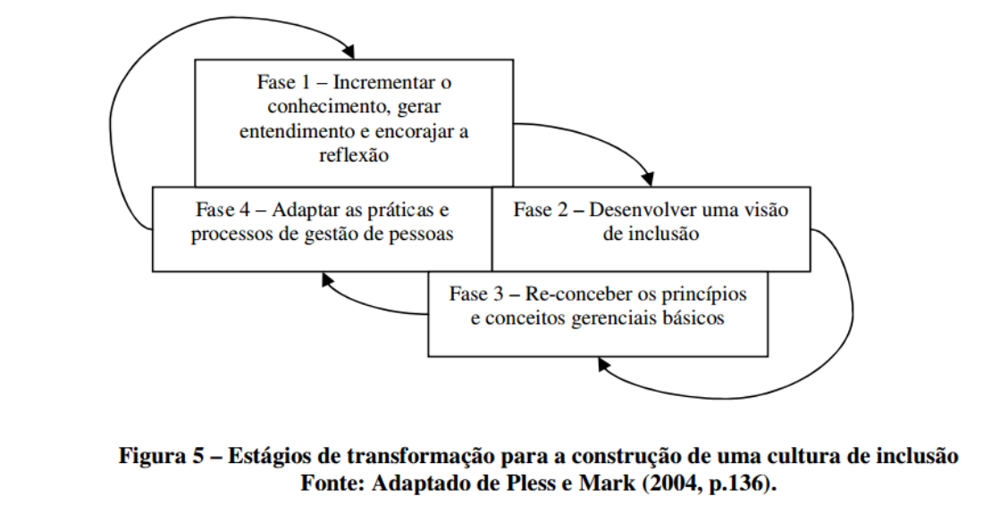 Fase 1 – Incrementar o
conhecimento, gerar
entendimento e encorajar a
reflexão
Fase 4 – Adaptar as práticas e
processos de gestão de pessoas
Fase 2 – Desenvolver uma visão
de inclusão
Fase 3 – Re-conceber os princípios
e conceitos gerenciais básicos
Figura 5 – Estágios de transformação para a construção de uma cultura de inclusão
Fonte: Adaptado de Pless e Mark (2004, p.136).